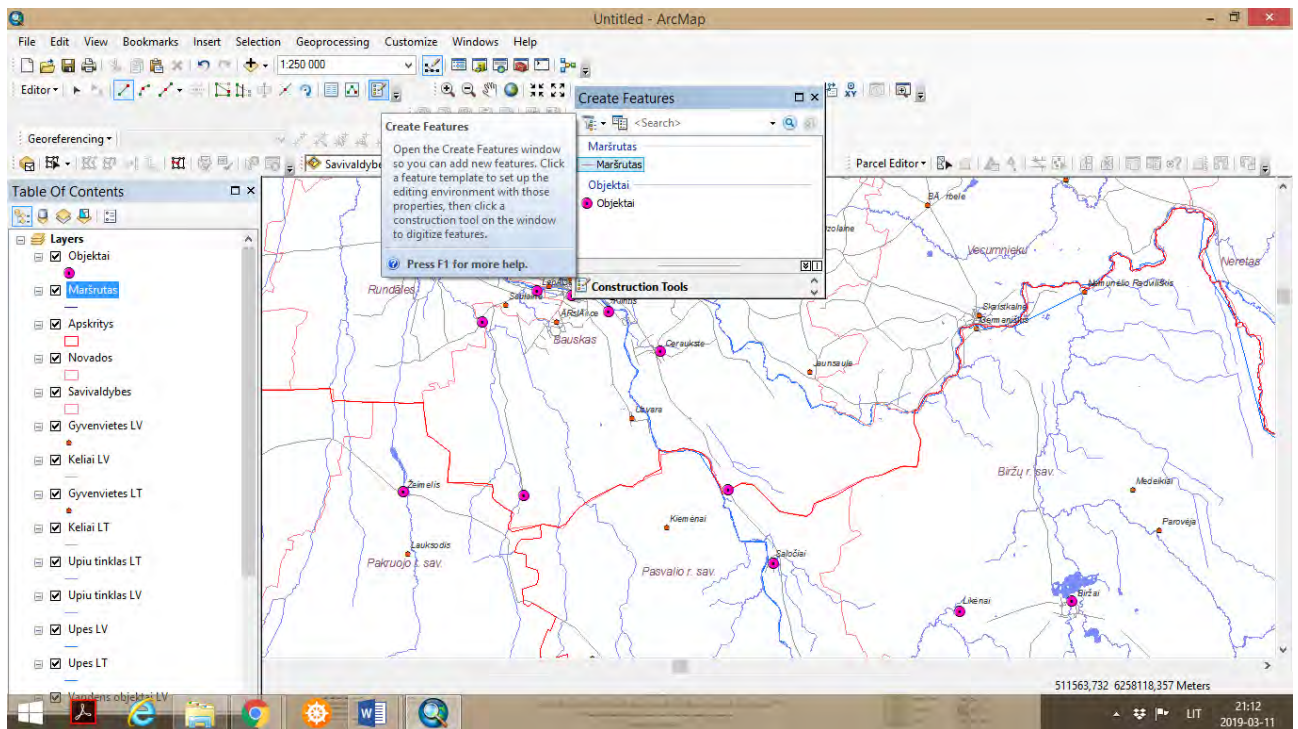 Untitled - ArcMap
File Edit View Bookmarks Insert Selection Geoprocessing Customize Windows Help
1:250 000
Editor
Create Features
<Search>
Maršrutas
Maršrutas
Objektai
Objektai
Construction Tools
Create Features
Open the Create Features window
so you can add new features. Click
a feature template to set up the
editing environment with those
properties, then click a
construction tool on the window
to digitize features.
Press F1 for more help.
Georeferencing
Savivaldybe
Parcel Editor
Table Of Contents
Layers
Objektai
Maršrutas
Apskritys
Novados
Savivaldybes
Gyvenvietes LV
Keliai LV
Gyvenvietes LT
Keliai LT
Upiu tinklas LT
Upiu tinklas LV
Upes LV
Upes LT
Vandens objektai LV
Vecumnieku
Neretas
Skaistkalne
Rundāles
Bauskas
Ceraukste
Jaunsaule
Biržų r. sav.
Medeikiai
Žeimelis
Kiemėnai
Parovėja
Lauksodis
Pakruojo r. sav.
Pasvalio r. sav.
Saločiai
Likėnai
Biržai
511563,732 6258118,357 Meters
LIT
21:12
2019-03-11